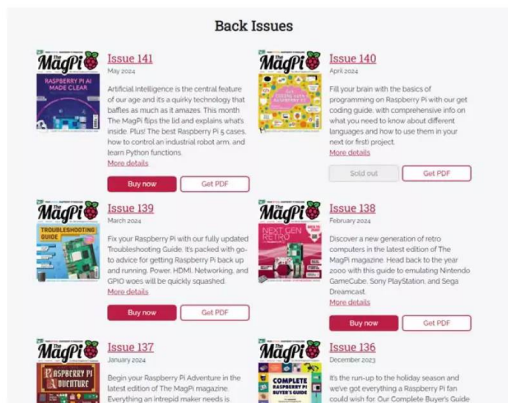 Back Issues
The MagPi
RASPBERRY PI AI
MADE CLEAR
Issue 141
May 2024
Artificial intelligence is the central feature
of our age and its a quirky technology that
baffles as much as it amazes. This month
The MagPi flips the lid and explains what's
inside. Plus! The best Raspberry Pi 5 cases,
how to control an industrial robot arm, and
learn Python functions.
More details
Buy now
Get PDF
The MagPi
Issue 140
April 2024
Fill your brain with the basics of
programming on Raspberry Pi with our get
coding guide, with comprehensive info on
what you need to know about different
languages and how to use them in your
next (or first) project.
More details
Sold out
Get PDF
The MagPi
TROUBLESHOOTING
GUIDE
Issue 139
March 2024
Fix your Raspberry Pi with our fully updated
Troubleshooting Guide. It's packed with go-
to advice for getting Raspberry Pi back up
and running. Power, HDMI, Networking, and
GPIO woes will be quickly squashed.
More details
Buy now
Get PDF
The MagPi
NEXT GEN
RETRO
Issue 138
February 2024
Discover a new generation of retro
computers in the latest edition of The
MagPi magazine. Head back to the year
2000 with this guide to emulating Nintendo
GameCube, Sony PlayStation, and Sega
Dreamcast.
More details
Buy now
Get PDF
The MagPi
RASPBERRY PI
ADVENTURE
Issue 137
January 2024
Begin your Raspberry Pi Adventure in the
latest edition of The MagPi magazine.
Everything an intrepid maker needs is
The MagPi
COMPLETE
RASPBERRY PI
BUYER'S GUIDE
Issue 136
December 2023
It's the run-up to the holiday season and
we've got everything a Raspberry Pi fan
could wish for. Our Complete Buyer's Guide